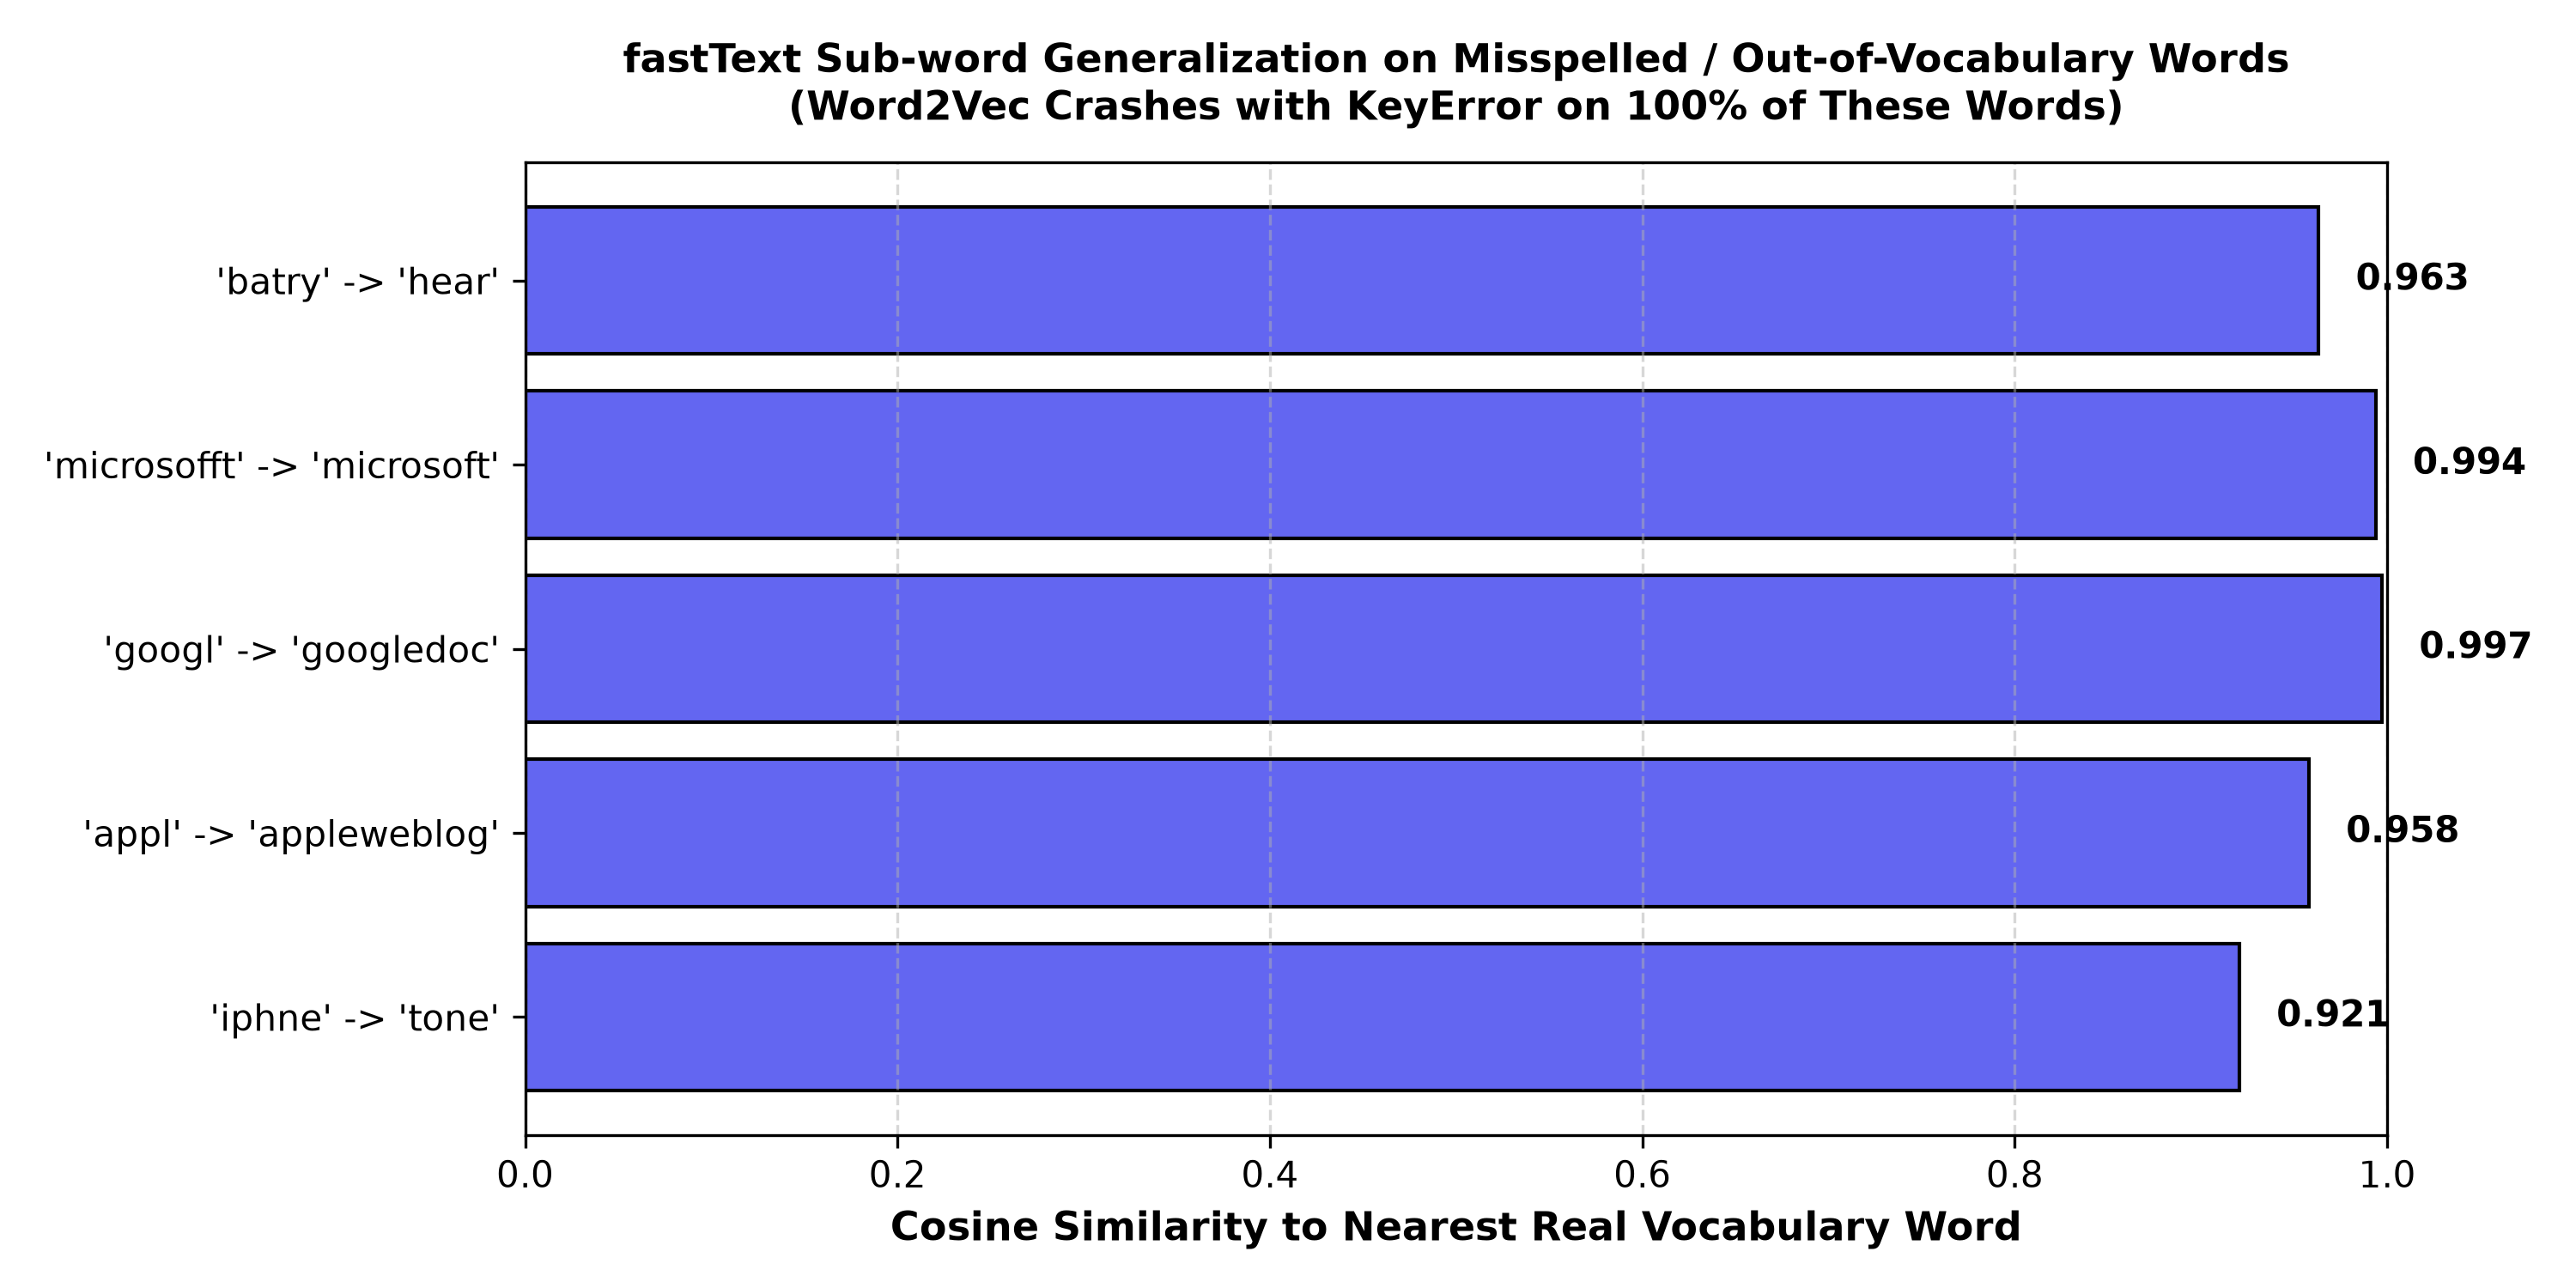 fastText Sub-word Generalization on Misspelled / Out-of-Vocabulary Words
(Word2Vec Crashes with KeyError on 100% of These Words)
'batry' -> 'hear'
0.963
'microsofft' -> 'microsoft'
0.994
'googl' -> 'googledoc'
0.997
'appl' -> 'appleweblog'
0.958
'iphne' -> 'tone'
0.921
0.0 0.2 0.4 0.6 0.8 1.0
Cosine Similarity to Nearest Real Vocabulary Word